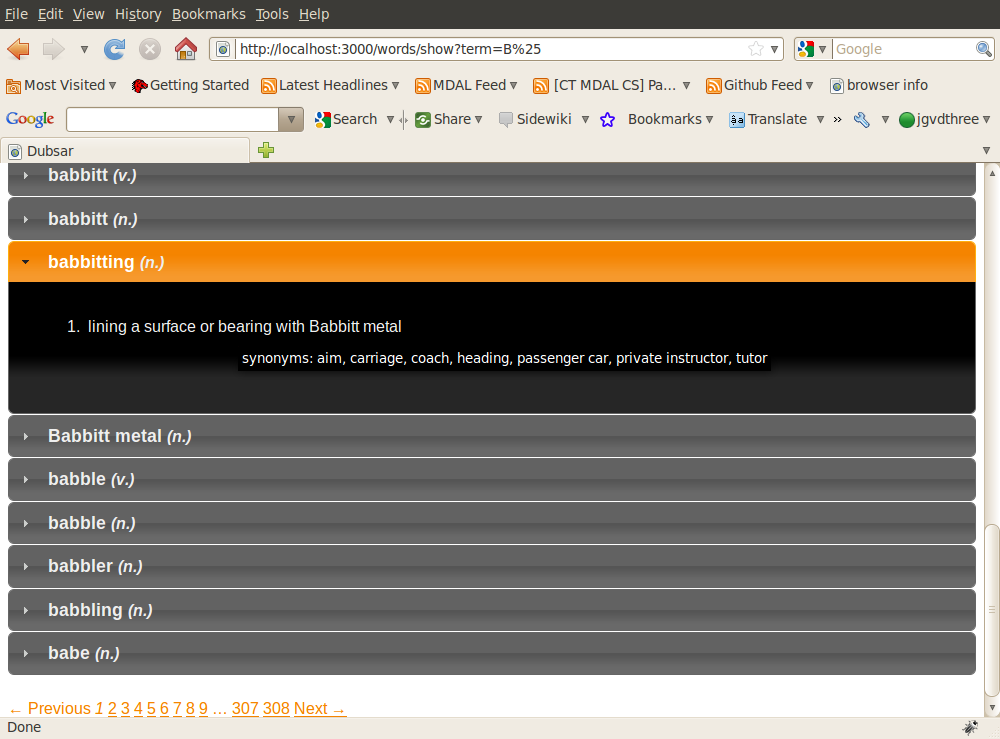 File Edit View History Bookmarks Tools Help
http://localhost:3000/words/show?term=B%25 Google
Most Visited Getting Started Latest Headlines MDAL Feed [CT MDAL CS] Pa... Github Feed browser info
Google Search Share Sidewiki Bookmarks Translate » jgvdthree
Dubsar
babbitt (v.)
babbitt (n.)
babbitting (n.)
1. lining a surface or bearing with Babbitt metal
synonyms: aim, carriage, coach, heading, passenger car, private instructor, tutor
Babbitt metal (n.)
babble (v.)
babble (n.)
babbler (n.)
babbling (n.)
babe (n.)
← Previous 1 2 3 4 5 6 7 8 9 … 307 308 Next →
Done